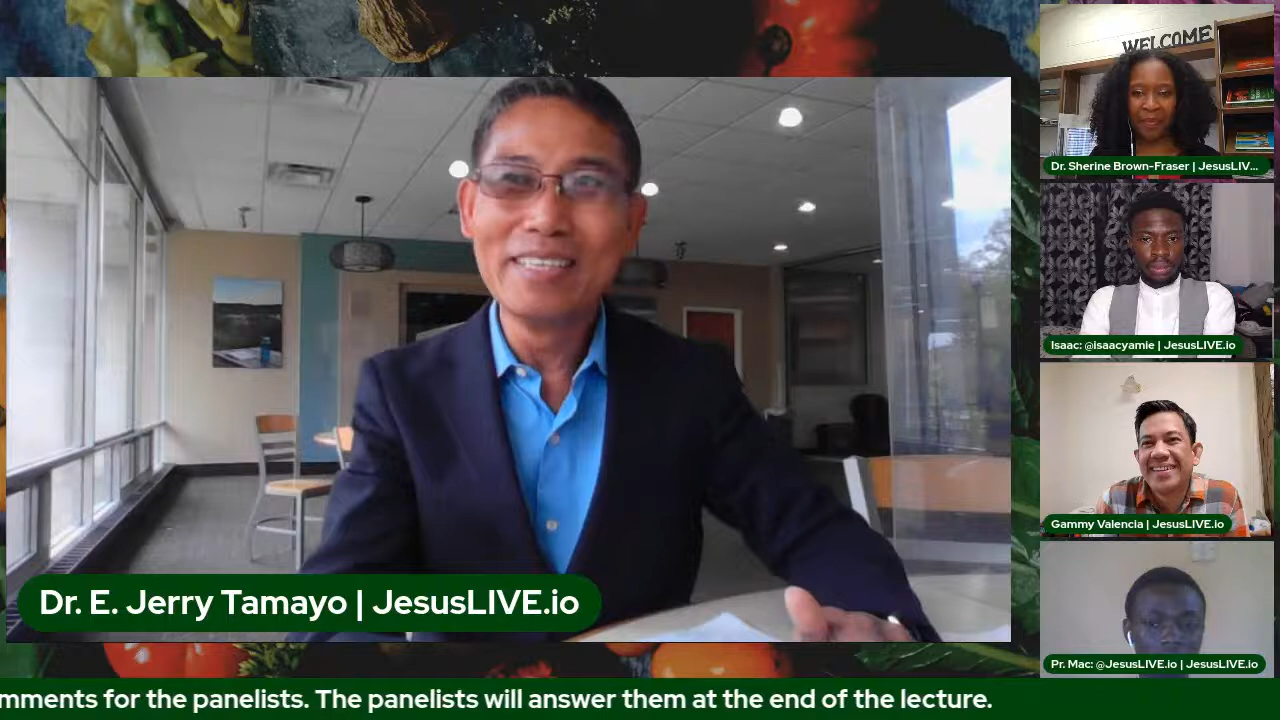 WELCOME
Dr. Sherine Brown-Fraser | JesusLIV...
Isaac: @isaacyamie | JesusLIVE.io
Gammy Valencia | JesusLIVE.io
Dr. E. Jerry Tamayo | JesusLIVE.io
Pr. Mac: @JesusLIVE.io | JesusLIVE.io
mments for the panelists. The panelists will answer them at the end of the lecture.